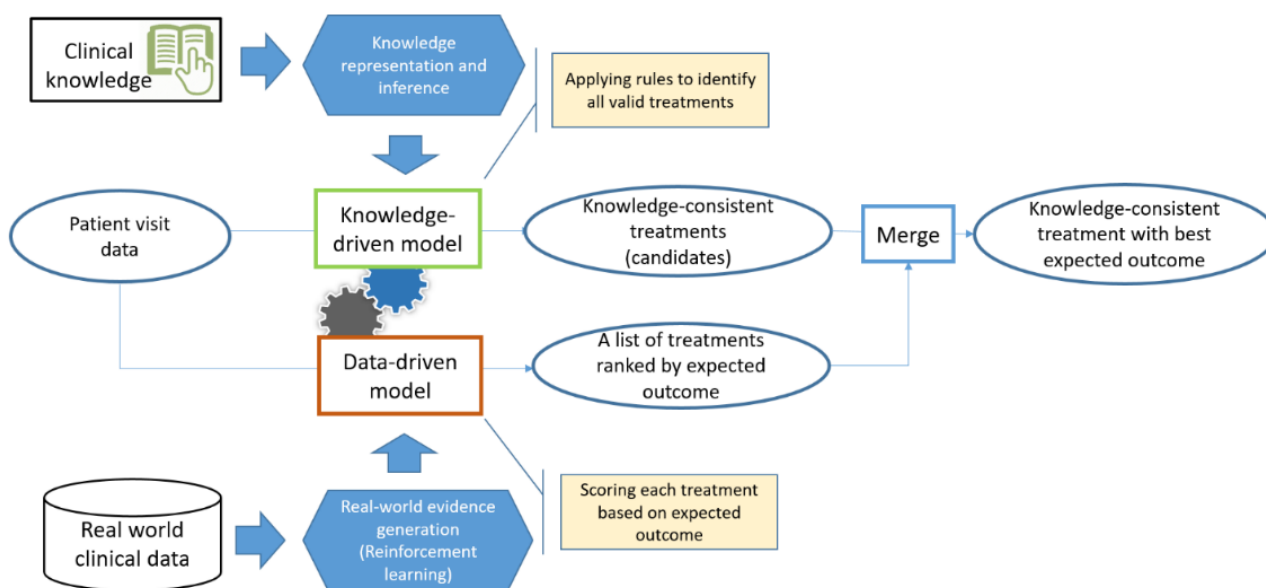 Clinical
knowledge
Knowledge
representation and
inference
Applying rules to identify
all valid treatments
Patient visit
data
Knowledge-
driven model
Knowledge-consistent
treatments
(candidates)
Merge
Knowledge-consistent
treatment with best
expected outcome
Data-driven
model
A list of treatments
ranked by expected
outcome
Real world
clinical data
Real-world evidence
generation
(Reinforcement
learning)
Scoring each treatment
based on expected
outcome